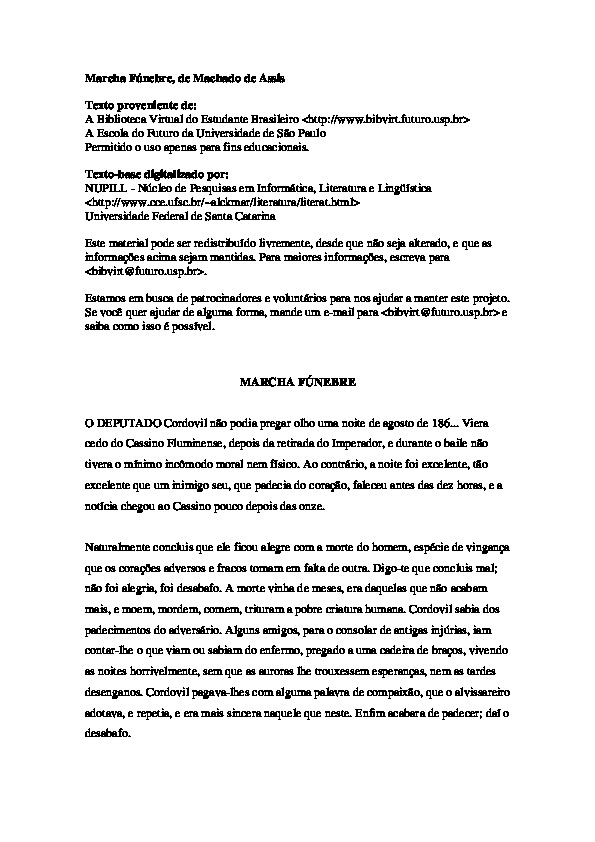 Marcha Fúnebre, de Machado de Assis
Texto proveniente de:
A Biblioteca Virtual do Estudante Brasileiro <http://www.bibvirt.futuro.usp.br>
A Escola do Futuro da Universidade de São Paulo
Permitido o uso apenas para fins educacionais.
Texto-base digitalizado por:
NUPILL - Núcleo de Pesquisas em Informática, Literatura e Lingüística
<http://www.cce.ufsc.br/~alckmar/literatura/literat.html>
Universidade Federal de Santa Catarina
Este material pode ser redistribuído livremente, desde que não seja alterado, e que as
informações acima sejam mantidas. Para maiores informações, escreva para
<bibvirt@futuro.usp.br>.
Estamos em busca de patrocinadores e voluntários para nos ajudar a manter este projeto.
Se você quer ajudar de alguma forma, mande um e-mail para <bibvirt@futuro.usp.br> e
saiba como isso é possível.
MARCHA FÚNEBRE
O DEPUTADO Cordovil não podia pregar olho uma noite de agosto de 186... Viera
cedo do Cassino Fluminense, depois da retirada do Imperador, e durante o baile não
tivera o mínimo incômodo moral nem físico. Ao contrário, a noite foi excelente, tão
excelente que um inimigo seu, que padecia do coração, faleceu antes das dez horas, e a
notícia chegou ao Cassino pouco depois das onze.
Naturalmente concluis que ele ficou alegre com a morte do homem, espécie de vingança
que os corações adversos e fracos tomam em falta de outra. Digo-te que concluis mal;
não foi alegria, foi desabafo. A morte vinha de meses, era daquelas que não acabam
mais, e moem, mordem, comem, trituram a pobre criatura humana. Cordovil sabia dos
padecimentos do adversário. Alguns amigos, para o consolar de antigas injúrias, iam
contar-lhe o que viam ou sabiam do enfermo, pregado a uma cadeira de braços, vivendo
as noites horrivelmente, sem que as auroras lhe trouxessem esperanças, nem as tardes
desenganos. Cordovil pagava-lhes com alguma palavra de compaixão, que o alvissareiro
adotava, e repetia, e era mais sincera naquele que neste. Enfim acabara de padecer; daí o
desabafo.